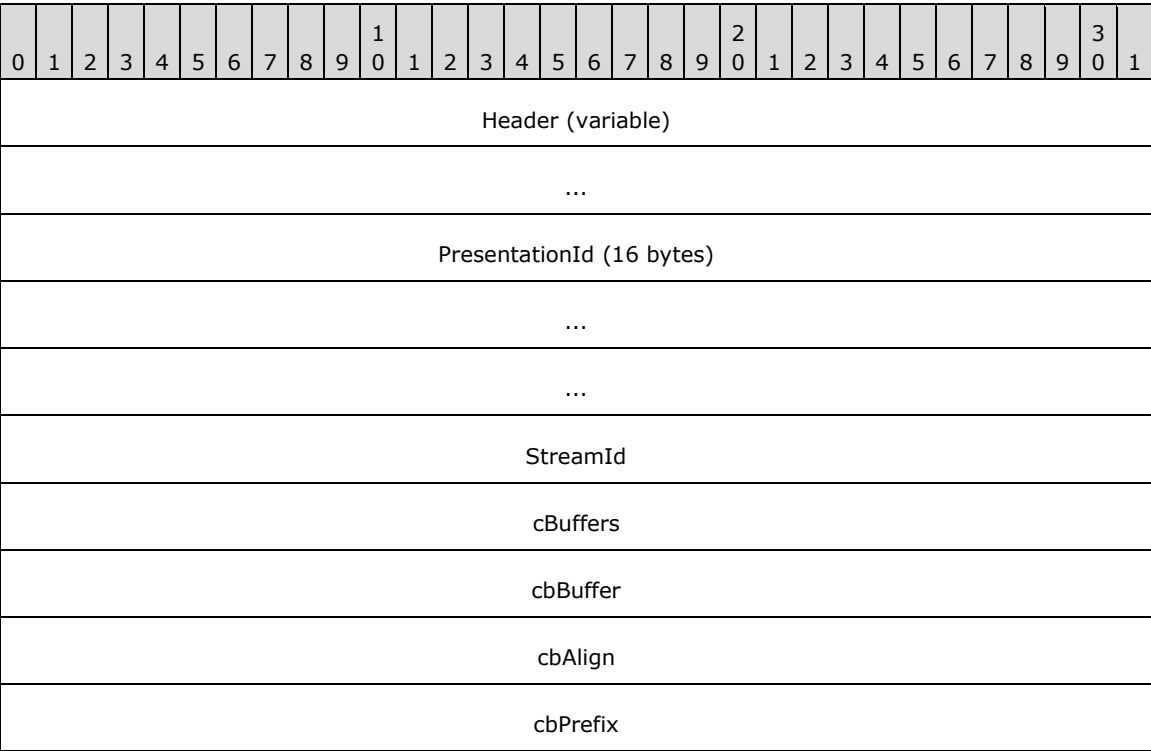 1 2 3
0 1 2 3 4 5 6 7 8 9 0 1 2 3 4 5 6 7 8 9 0 1 2 3 4 5 6 7 8 9 0 1
Header (variable)
...
PresentationId (16 bytes)
...
...
StreamId
cBuffers
cbBuffer
cbAlign
cbPrefix